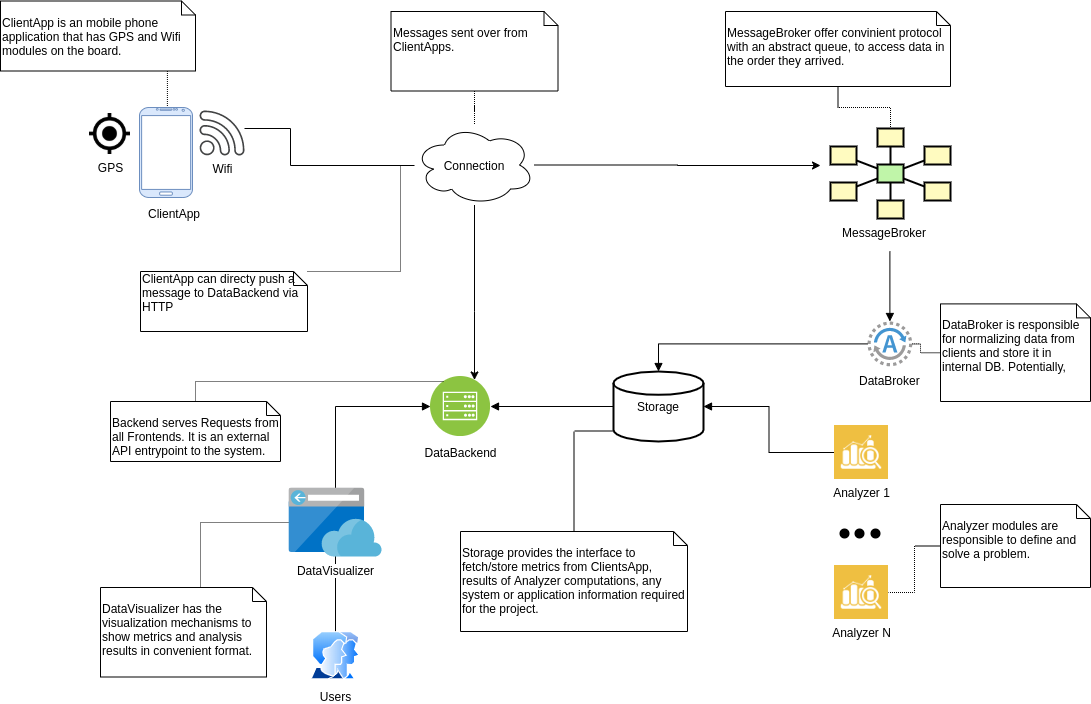 ClientApp is an mobile phone
application that has GPS and Wifi
modules on the board.
Messages sent over from
ClientApps.
MessageBroker offer convinient protocol
with an abstract queue, to access data in
the order they arrived.
GPS
Wifi
ClientApp
Connection
MessageBroker
ClientApp can directy push a
message to DataBackend via
HTTP
DataBroker is responsible
for normalizing data from
clients and store it in
internal DB. Potentially,
A
DataBroker
Storage
Backend serves Requests from
all Frontends. It is an external
API entrypoint to the system.
DataBackend
Analyzer 1
Analyzer modules are
responsible to define and
solve a problem.
DataVisualizer
Storage provides the interface to
fetch/store metrics from ClientsApp,
results of Analyzer computations, any
system or application information required
for the project.
DataVisualizer has the
visualization mechanisms to
show metrics and analysis
results in convenient format.
Analyzer N
Users